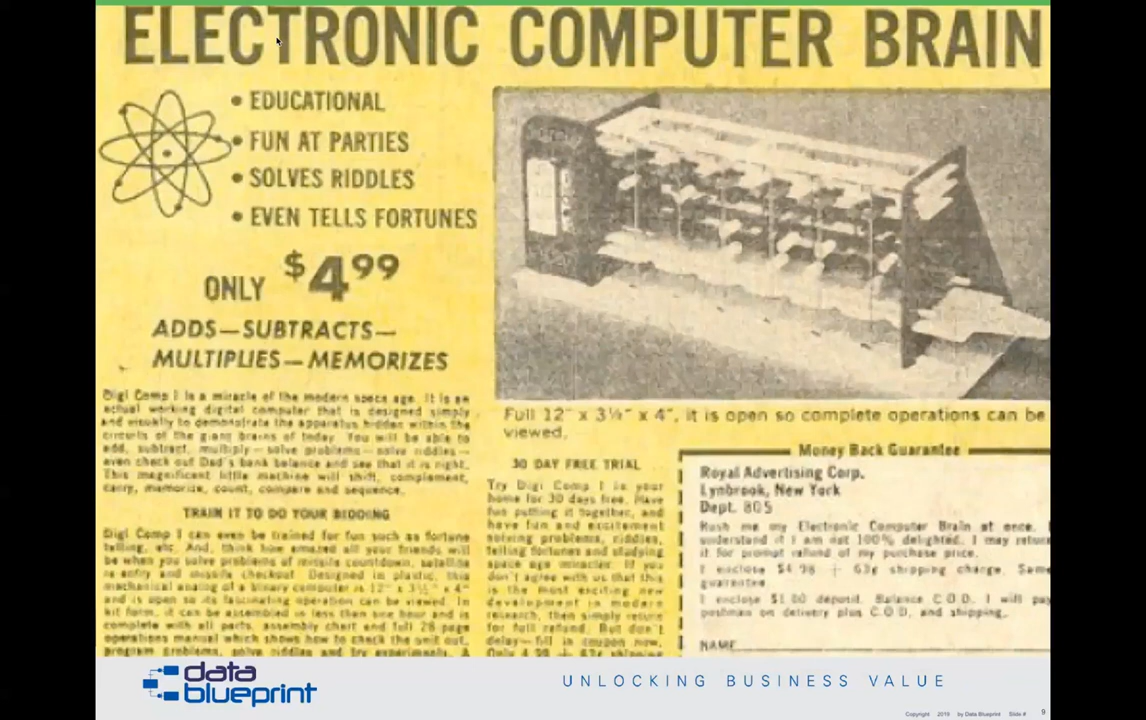 ELECTRONIC COMPUTER BRAIN
• EDUCATIONAL
• FUN AT PARTIES
• SOLVES RIDDLES
• EVEN TELLS FORTUNES
ONLY $4.99
ADDS—SUBTRACTS—
MULTIPLIES—MEMORIZES
Digi Comp I is a miracle of the modern space age. It is an
actual working digital computer that is designed simply
and visually to demonstrate the apparatus hidden within the
circuits of the giant brains of today. You will be able to
add, subtract, multiply—solve problems—solve riddles—
even check out Dad's bank balance and see that it is right.
This magnificent little machine will shift, complement,
carry, memorize, count, compare and sequence.
TRAIN IT TO DO YOUR BIDDING
Digi Comp I can even be trained for fun such as fortune
telling, etc. And, think how amazed all your friends will
be when you solve problems of missile countdown, satellite
re-entry and missile checkout. Designed in plastic, this
mechanical analog of a binary computer is 12" x 3½" x 4"
and is open so its fascinating operation can be viewed. In
kit form, it can be assembled in less than one hour and is
complete with all parts, assembly chart and full 28-page
operations manual which shows how to check the unit out,
program problems, solve riddles and try experiments. A
Full 12" x 3½" x 4", it is open so complete operations can be
viewed.
30 DAY FREE TRIAL
Try Digi Comp I in your
home for 30 days free. Have
fun putting it together, and
have fun and excitement
solving problems, riddles,
telling fortunes and studying
space age miracles. If you
don't agree with us that this
is the most exciting new
development in modern
research, then simply return
for full refund. But don't
delay—fill in coupon now.
Only 4.98 + 63¢ shipping
Money Back Guarantee
Royal Advertising Corp.
Lynbrook, New York
Dept. 805
Rush me my Electronic Computer Brain at once. I
understand if I am not 100% delighted. I may return
it for prompt refund of my purchase price.
I enclose $4.98 + 63¢ shipping charge. Same
guarantee.
I enclose $1.00 deposit. Balance C.O.D. I will pay
postman on delivery plus C.O.D. and shipping.
NAME
data
blueprint
UNLOCKING BUSINESS VALUE
Copyright 2019 by Data Blueprint Slide # 9